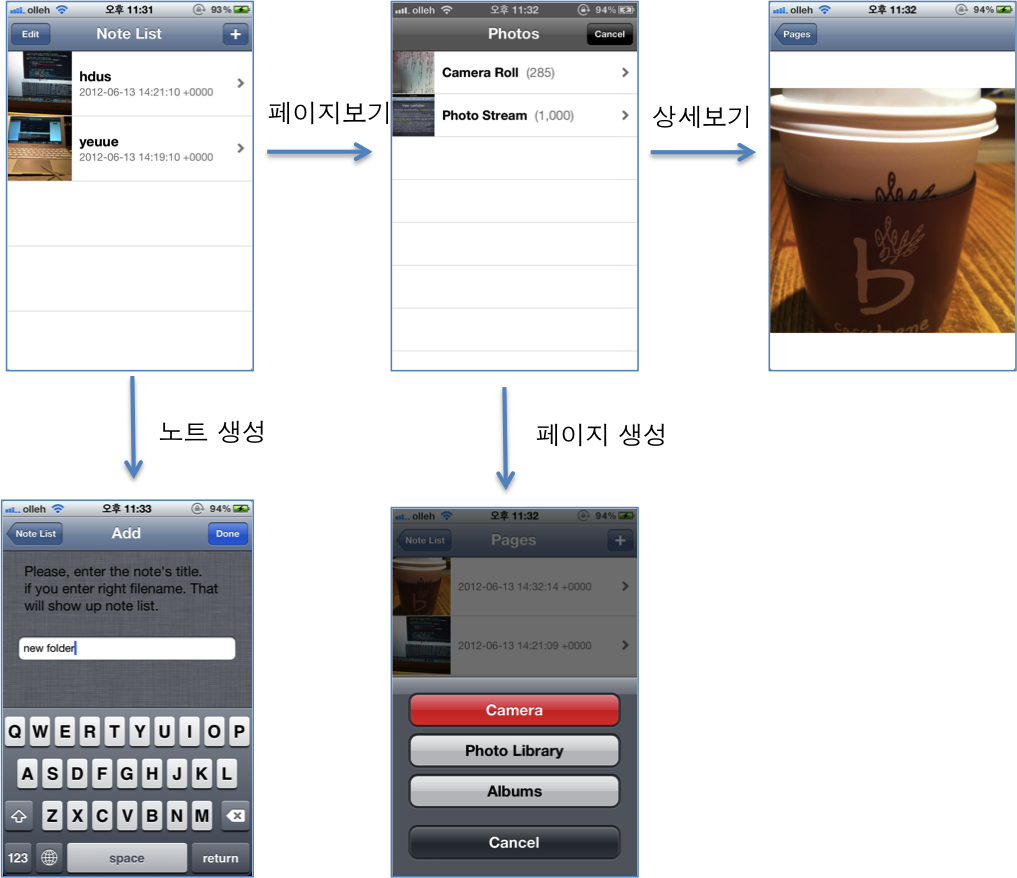 olleh 오후 11:31 93%
Edit Note List +
hdus
2012-06-13 14:21:10 +0000
yeuue
2012-06-13 14:19:10 +0000
페이지보기
olleh 오후 11:32 94%
Photos Cancel
Camera Roll (285)
Photo Stream (1,000)
상세보기
olleh 오후 11:32 94%
Pages
b
노트 생성
페이지 생성
olleh 오후 11:33 94%
Note List Add Done
Please, enter the note's title.
if you enter right filename. That
will show up note list.
new folder
Q W E R T Y U I O P
A S D F G H J K L
Z X C V B N M
123 space return
olleh 오후 11:32 94%
Note List Pages +
2012-06-13 14:32:14 +0000
2012-06-13 14:21:09 +0000
Camera
Photo Library
Albums
Cancel